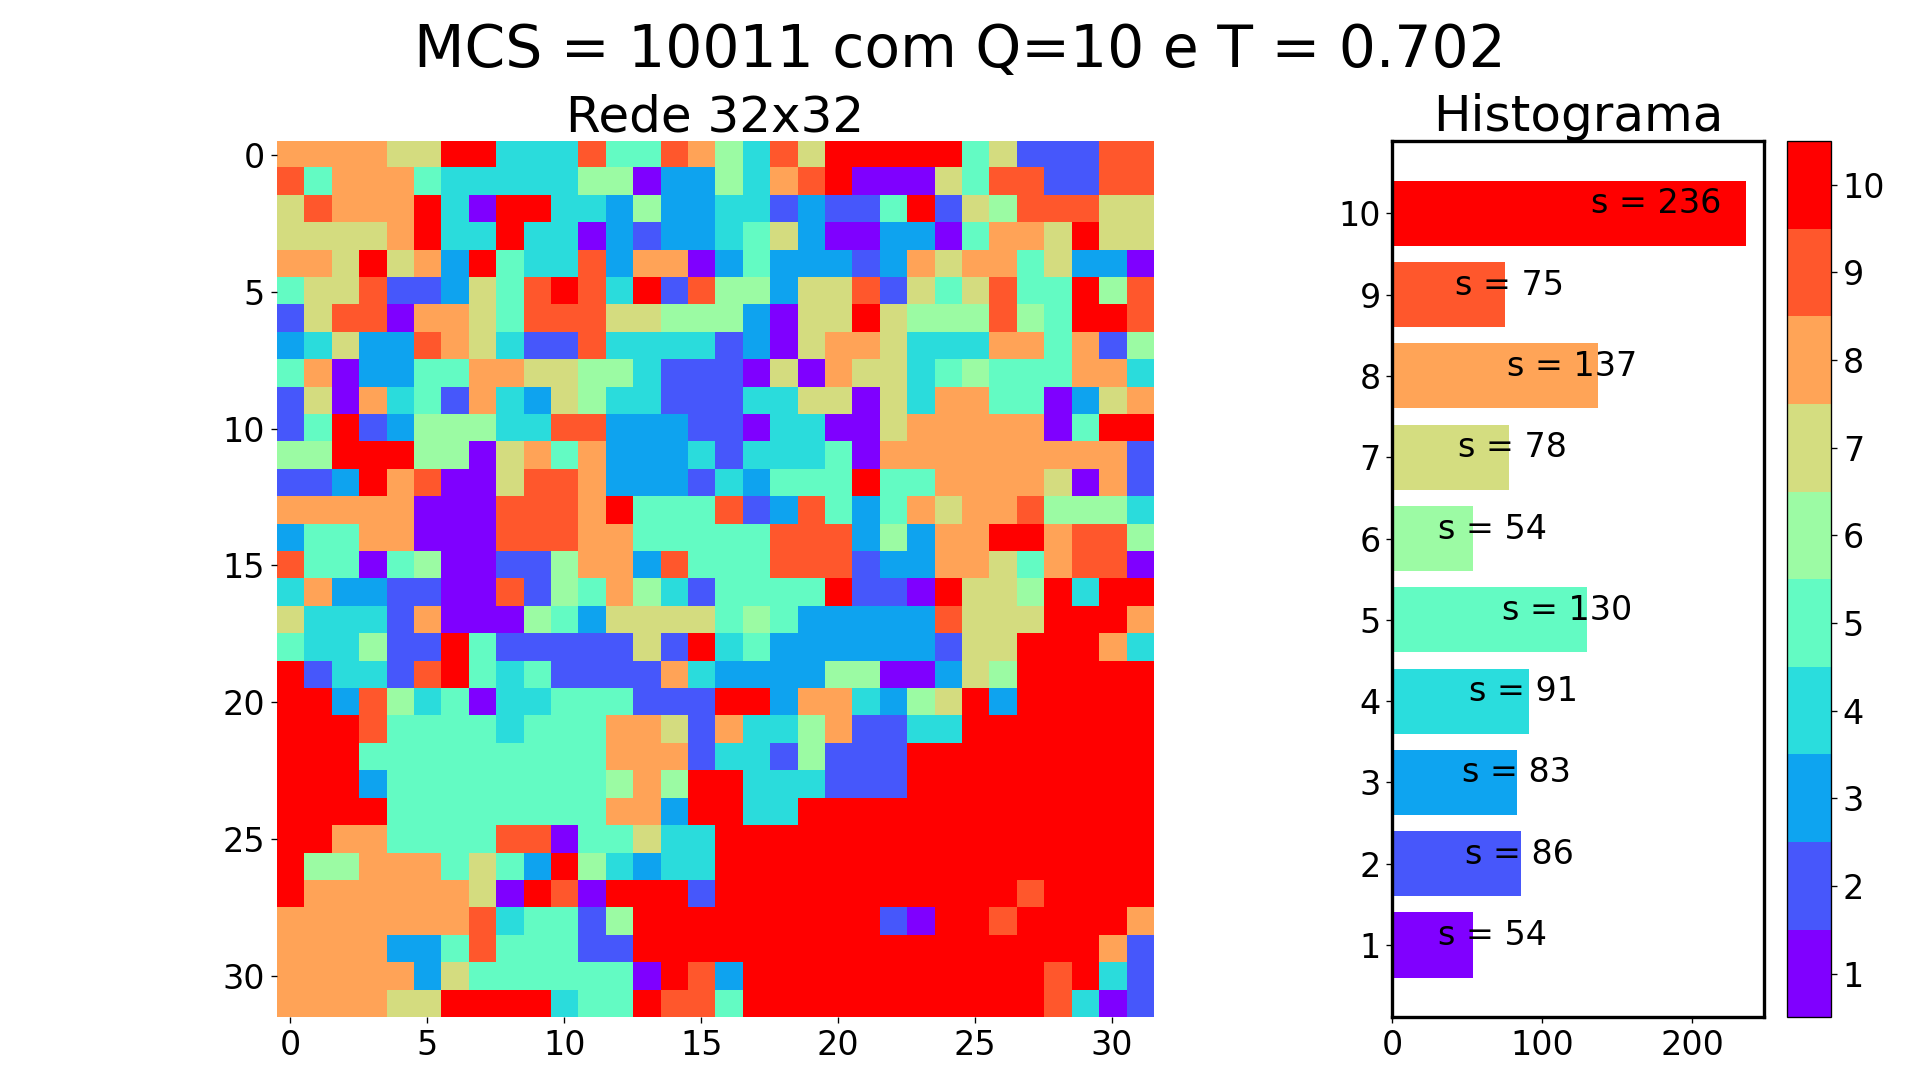 MCS = 10011 com Q=10 e T = 0.702
Rede 32x32
0
5
10
15
20
25
30
0 5 10 15 20 25 30
Histograma
10 s = 236
9 s = 75
8 s = 137
7 s = 78
6 s = 54
5 s = 130
4 s = 91
3 s = 83
2 s = 86
1 s = 54
0 100 200
10
9
8
7
6
5
4
3
2
1